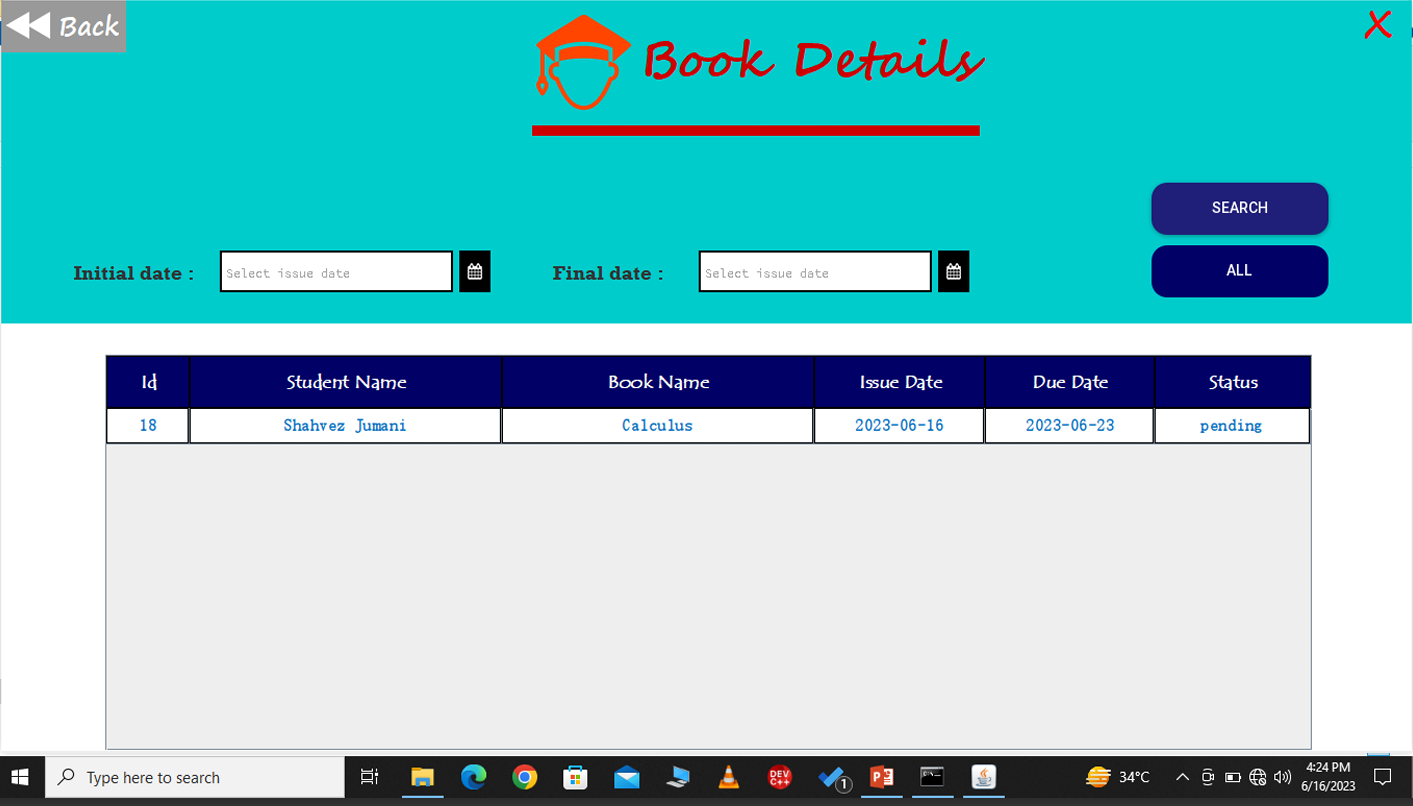 Back
X
Book Details
SEARCH
Initial date : Select issue date Final date : Select issue date
ALL
Id Student Name Book Name Issue Date Due Date Status
18 Shahvez Jumani Calculus 2023-06-16 2023-06-23 pending
Type here to search DEV C++ 1 34°C 4:24 PM
6/16/2023